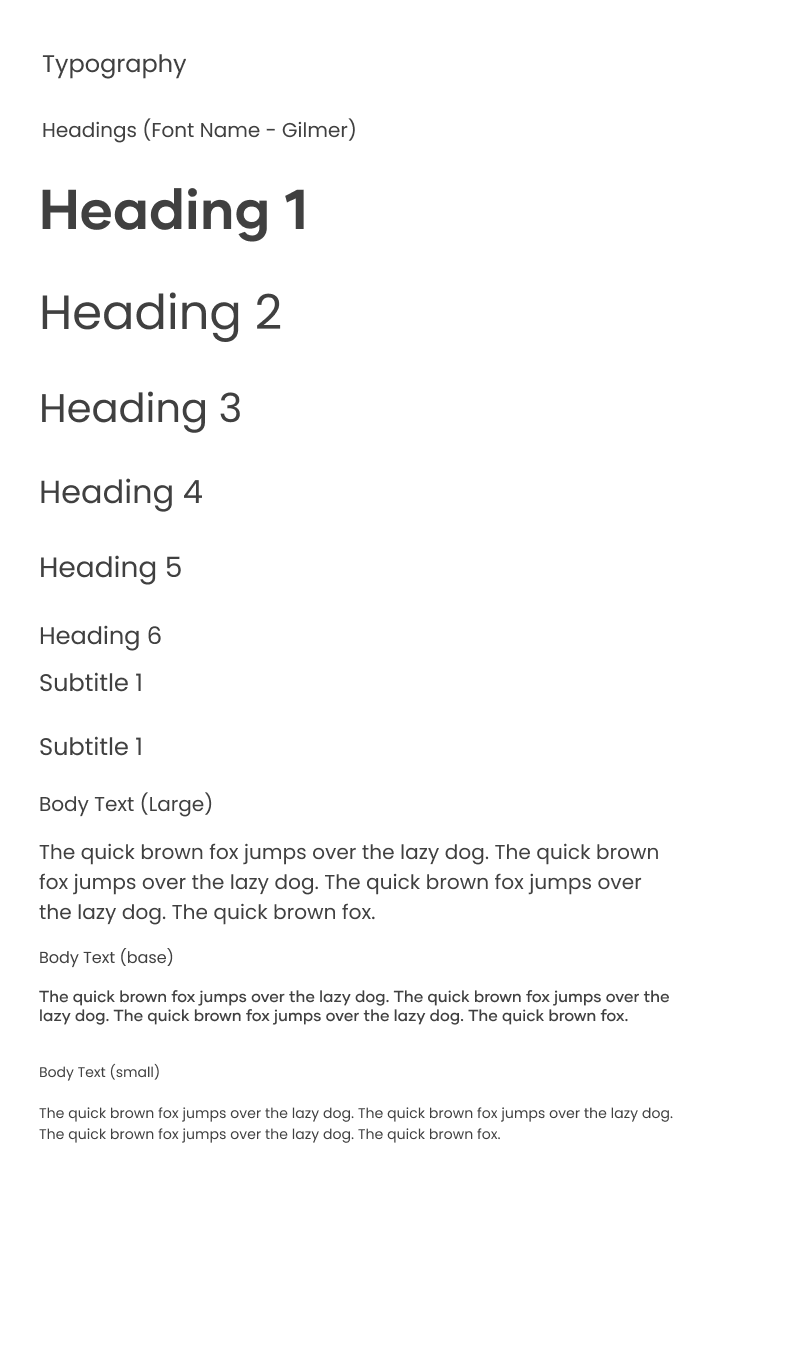 Typography
Headings (Font Name - Gilmer)
Heading 1
Heading 2
Heading 3
Heading 4
Heading 5
Heading 6
Subtitle 1
Subtitle 1
Body Text (Large)
The quick brown fox jumps over the lazy dog. The quick brown
fox jumps over the lazy dog. The quick brown fox jumps over
the lazy dog. The quick brown fox.
Body Text (base)
The quick brown fox jumps over the lazy dog. The quick brown fox jumps over the
lazy dog. The quick brown fox jumps over the lazy dog. The quick brown fox.
Body Text (small)
The quick brown fox jumps over the lazy dog. The quick brown fox jumps over the lazy dog.
The quick brown fox jumps over the lazy dog. The quick brown fox.